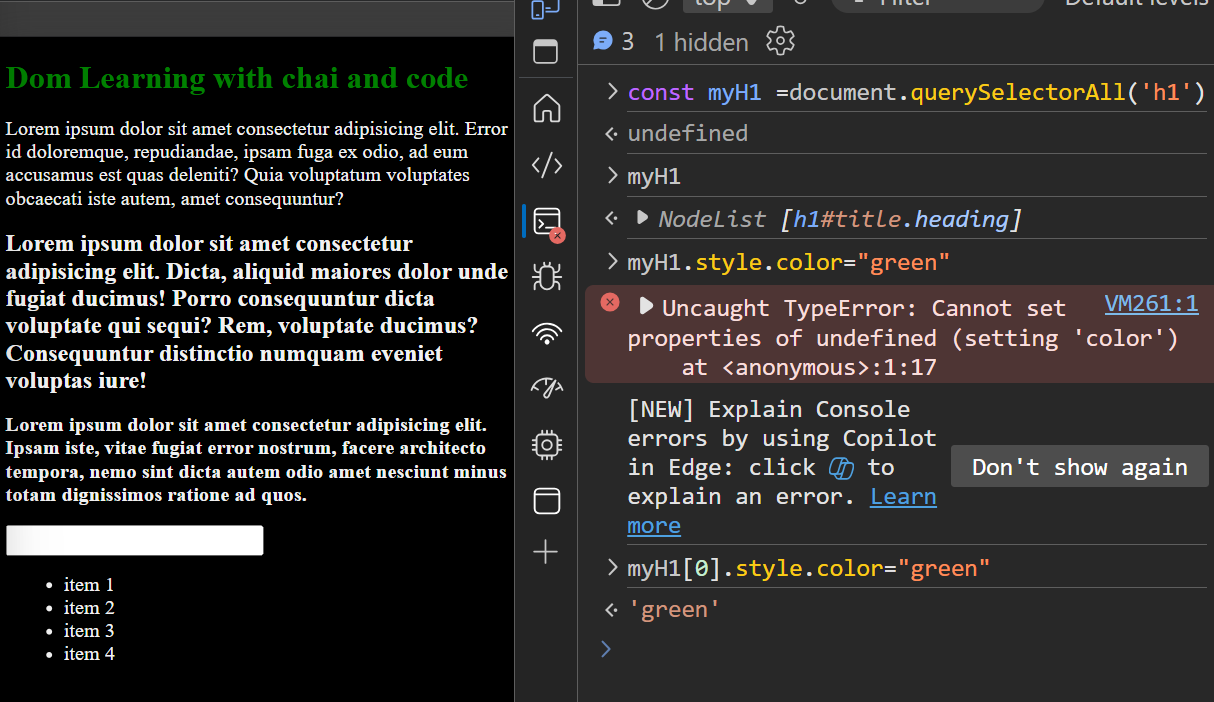 Dom Learning with chai and code
Lorem ipsum dolor sit amet consectetur adipisicing elit. Error
id doloremque, repudiandae, ipsam fuga ex odio, ad eum
accusamus est quas deleniti? Quia voluptatum voluptates
obcaecati iste autem, amet consequuntur?
Lorem ipsum dolor sit amet consectetur
adipisicing elit. Dicta, aliquid maiores dolor unde
fugiat ducimus! Porro consequuntur dicta
voluptate qui sequi? Rem, voluptate ducimus?
Consequuntur distinctio numquam eveniet
voluptas iure!
Lorem ipsum dolor sit amet consectetur adipisicing elit.
Ipsam iste, vitae fugiat error nostrum, facere architecto
tempora, nemo sint dicta autem odio amet nesciunt minus
totam dignissimos ratione ad quos.
• item 1
• item 2
• item 3
• item 4
top Filter Default levels
3 1 hidden
> const myH1 =document.querySelectorAll('h1')
undefined
> myH1
NodeList [h1#title.heading]
> myH1.style.color="green"
Uncaught TypeError: Cannot set VM261:1
properties of undefined (setting 'color')
at <anonymous>:1:17
[NEW] Explain Console
errors by using Copilot
in Edge: click to
explain an error. Learn
more
Don't show again
> myH1[0].style.color="green"
'green'
>